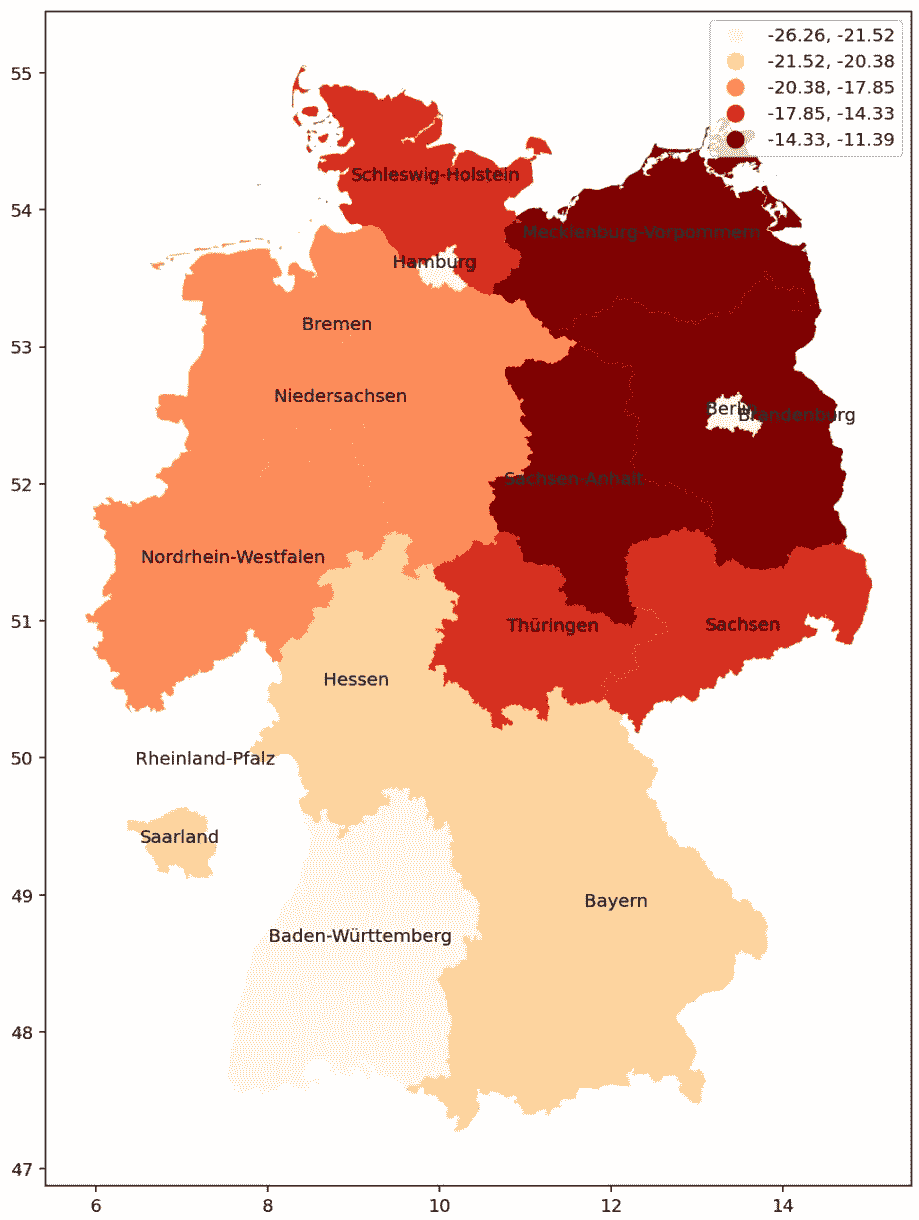 -26.26, -21.52
-21.52, -20.38
-20.38, -17.85
-17.85, -14.33
-14.33, -11.39
55
54
53
52
51
50
49
48
47
Schleswig-Holstein
Mecklenburg-Vorpommern
Hamburg
Bremen
Niedersachsen
Berlin
Brandenburg
Sachsen-Anhalt
Nordrhein-Westfalen
Thüringen
Sachsen
Hessen
Rheinland-Pfalz
Saarland
Bayern
Baden-Württemberg
6 8 10 12 14